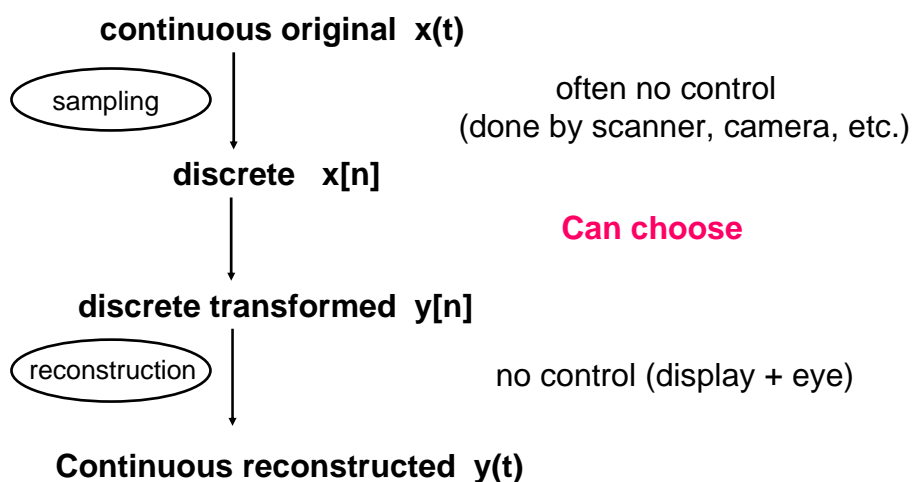 continuous original x(t)
sampling
often no control
(done by scanner, camera, etc.)
discrete x[n]
Can choose
discrete transformed y[n]
reconstruction
no control (display + eye)
Continuous reconstructed y(t)